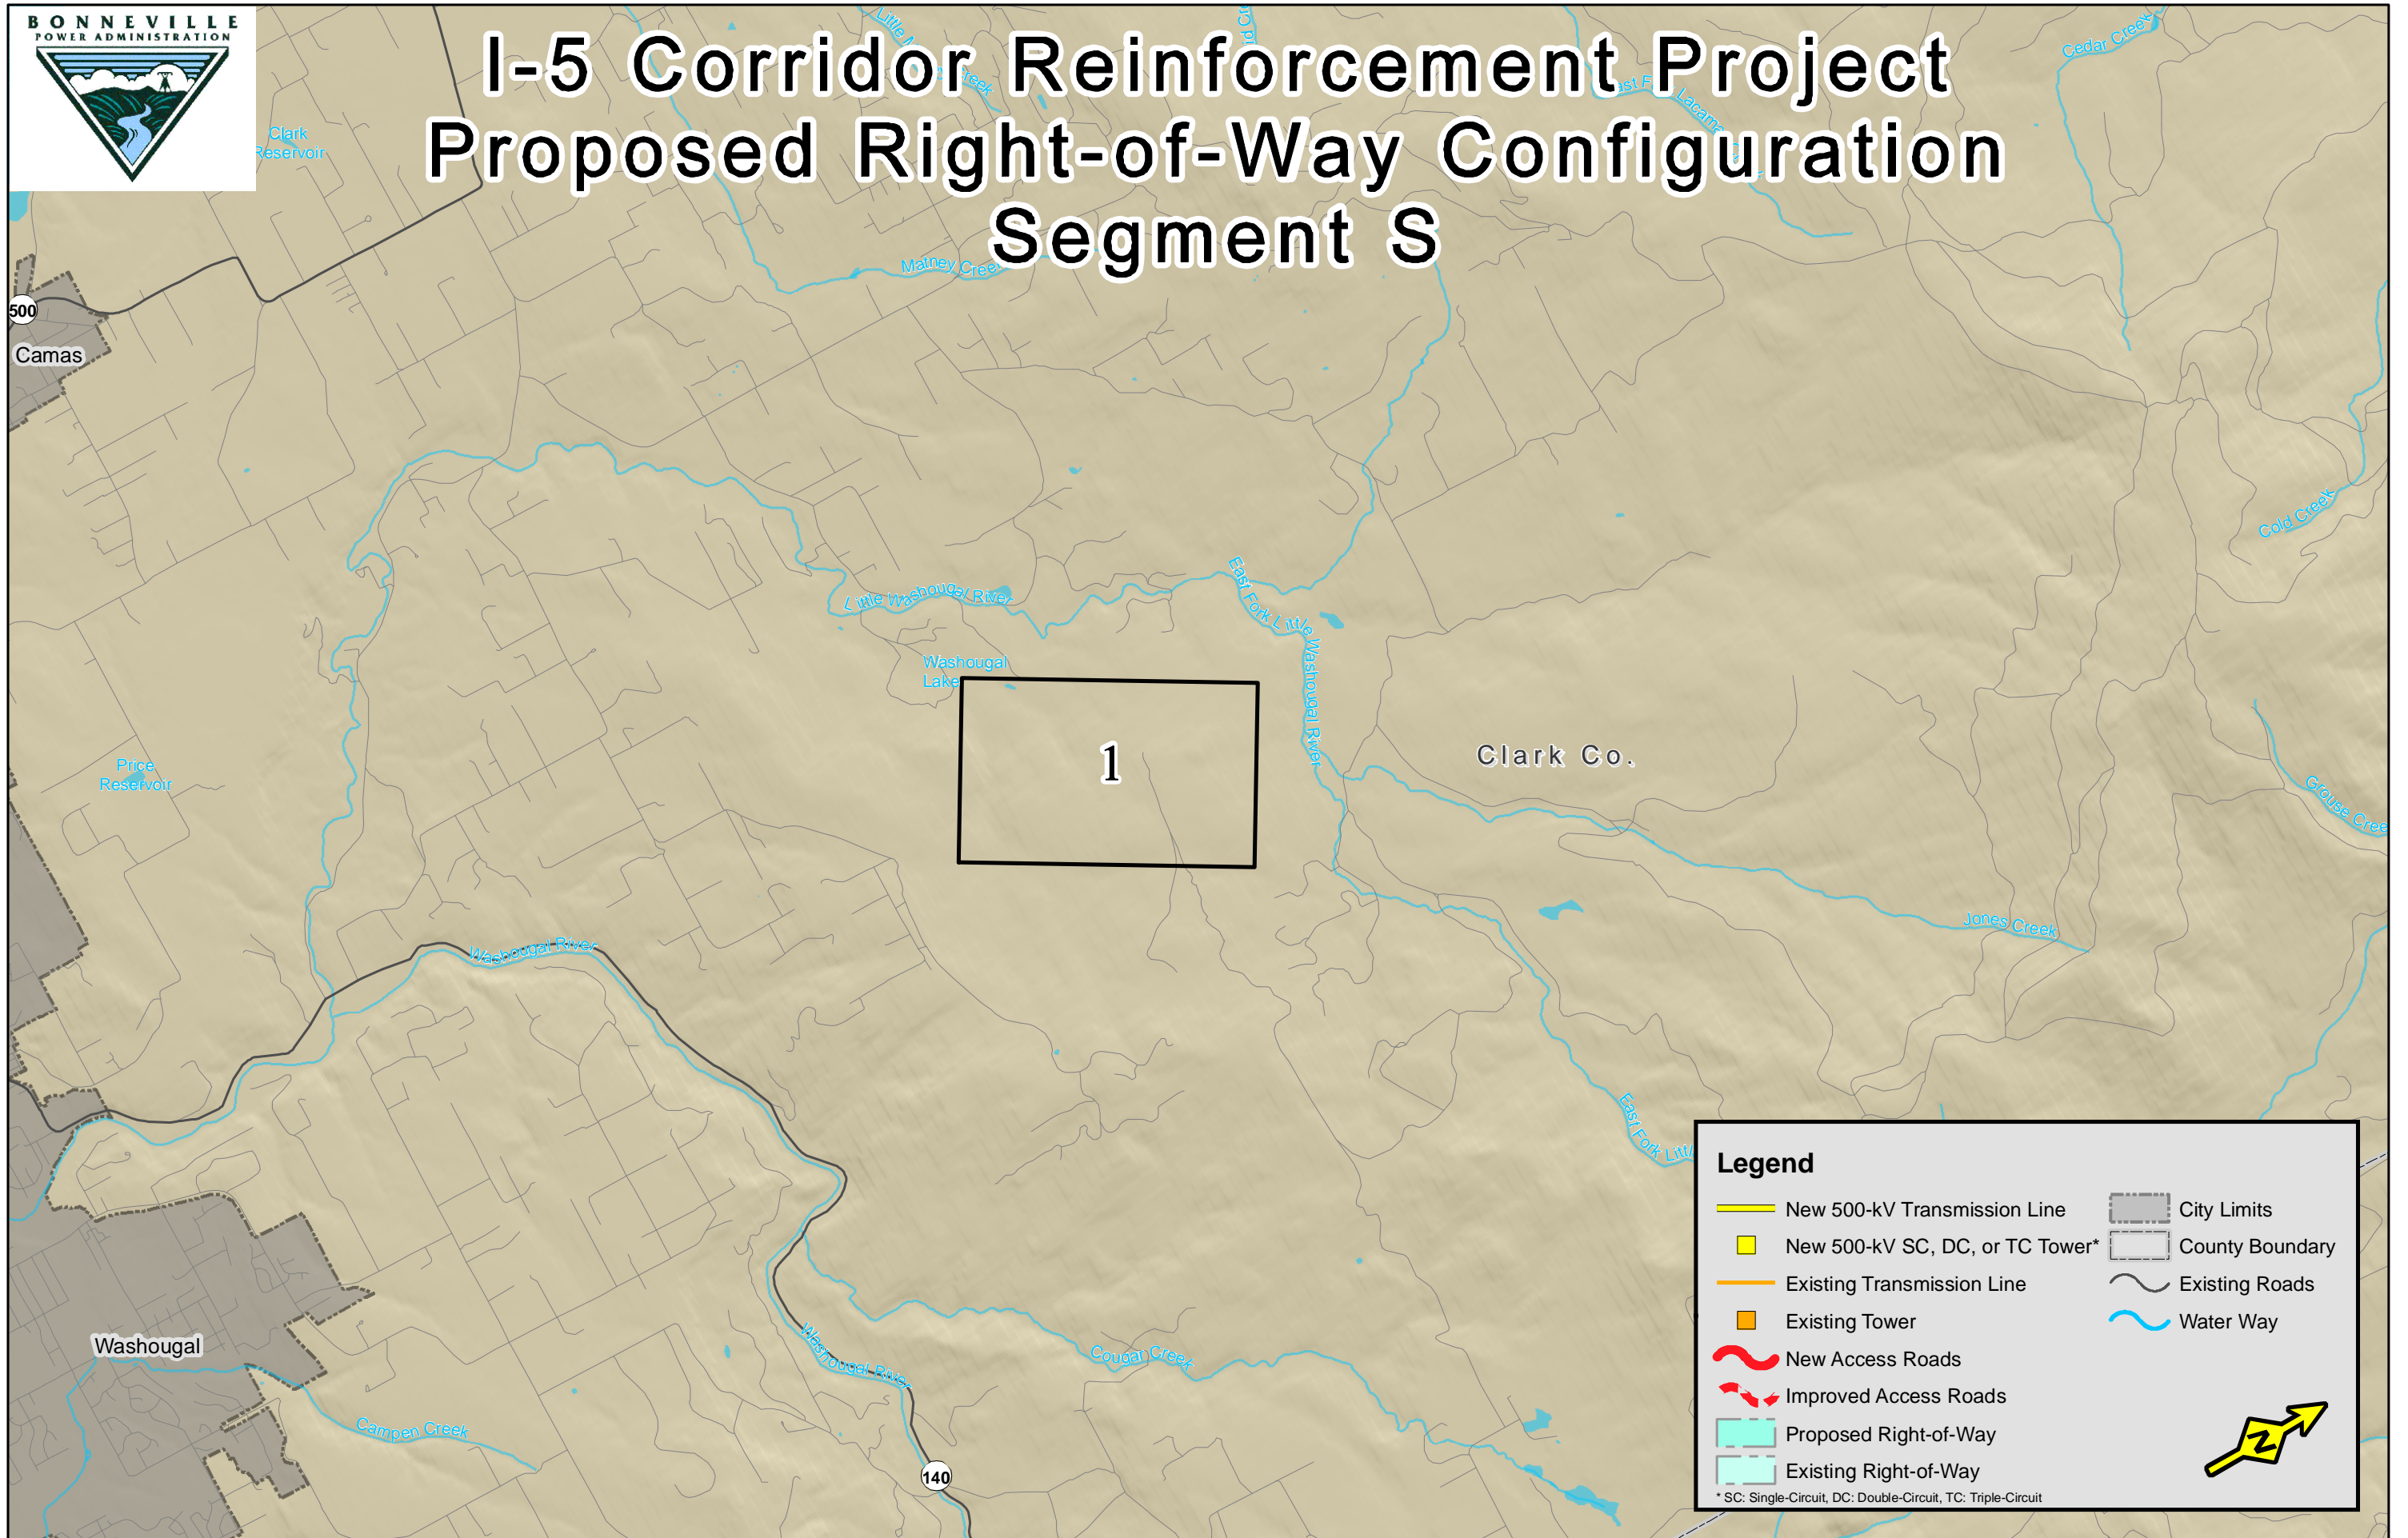 BONNEVILLE
POWER ADMINISTRATION
I-5 Corridor Reinforcement Project
Proposed Right-of-Way Configuration
Segment S
Cedar Creek
Clark
Reservoir
Matney Creek
500
Camas
Cold Creek
Little Washougal River
East Fork Little Washougal River
Washougal
Lake
1
Clark Co.
Price
Reservoir
Grouse Cree
Jones Creek
Washougal River
East Fork Littl
Washougal
Washougal River
Cougar Creek
Campen Creek
140
Legend
New 500-kV Transmission Line
New 500-kV SC, DC, or TC Tower*
Existing Transmission Line
Existing Tower
New Access Roads
Improved Access Roads
Proposed Right-of-Way
Existing Right-of-Way
City Limits
County Boundary
Existing Roads
Water Way
N
* SC: Single-Circuit, DC: Double-Circuit, TC: Triple-Circuit